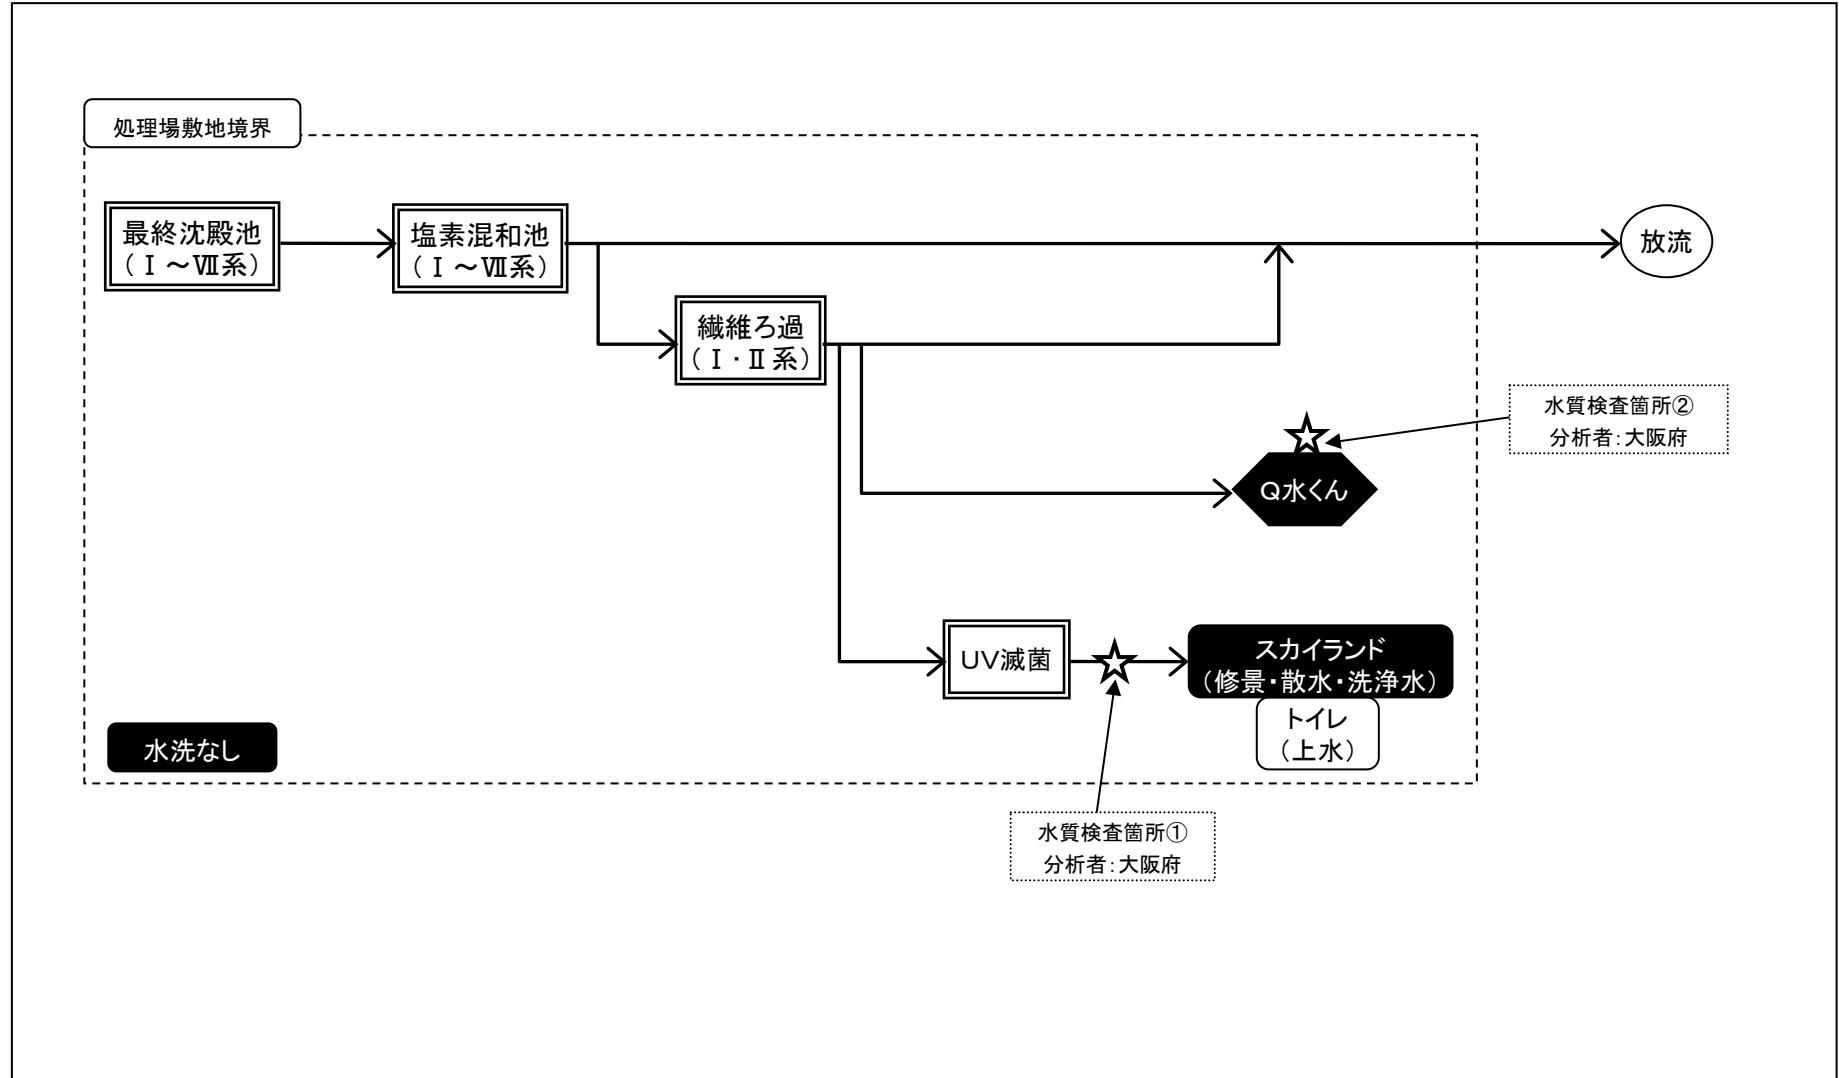 処理場敷地境界
最終沈殿池
（Ⅰ～Ⅶ系）
塩素混和池
（Ⅰ～Ⅶ系）
放流
繊維ろ過
（Ⅰ・Ⅱ系）
水質検査箇所②
分析者：大阪府
Ｑ水くん
ＵＶ滅菌
スカイランド
（修景・散水・洗浄水）
トイレ
（上水）
水洗なし
水質検査箇所①
分析者：大阪府